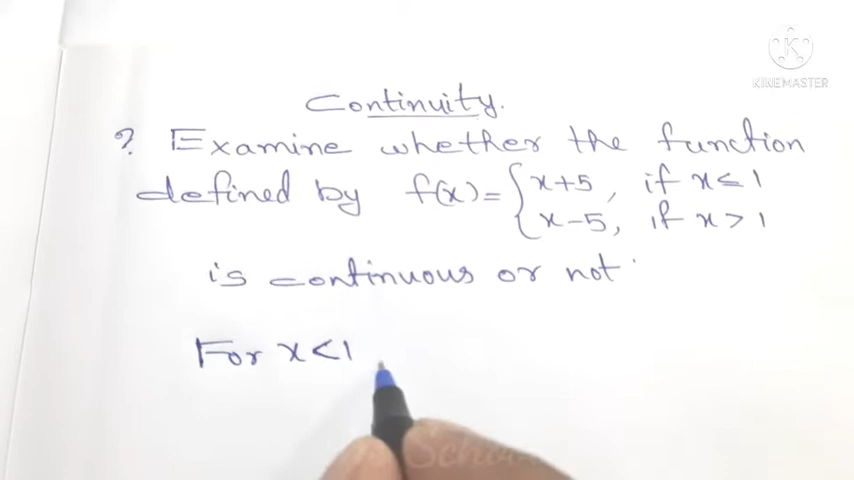 KINEMASTER
Continuity.
? Examine whether the function
defined by f(x) = { x+5, if x ≤ 1
x-5, if x > 1
is continuous or not.
For x < 1